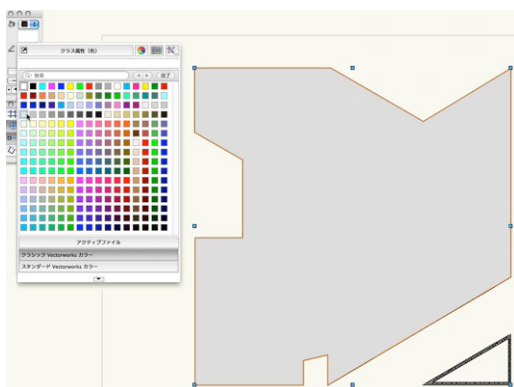 クラス属性（色）
検索
終了
アクティブファイル
クラシック Vectorworks カラー
スタンダード Vectorworks カラー